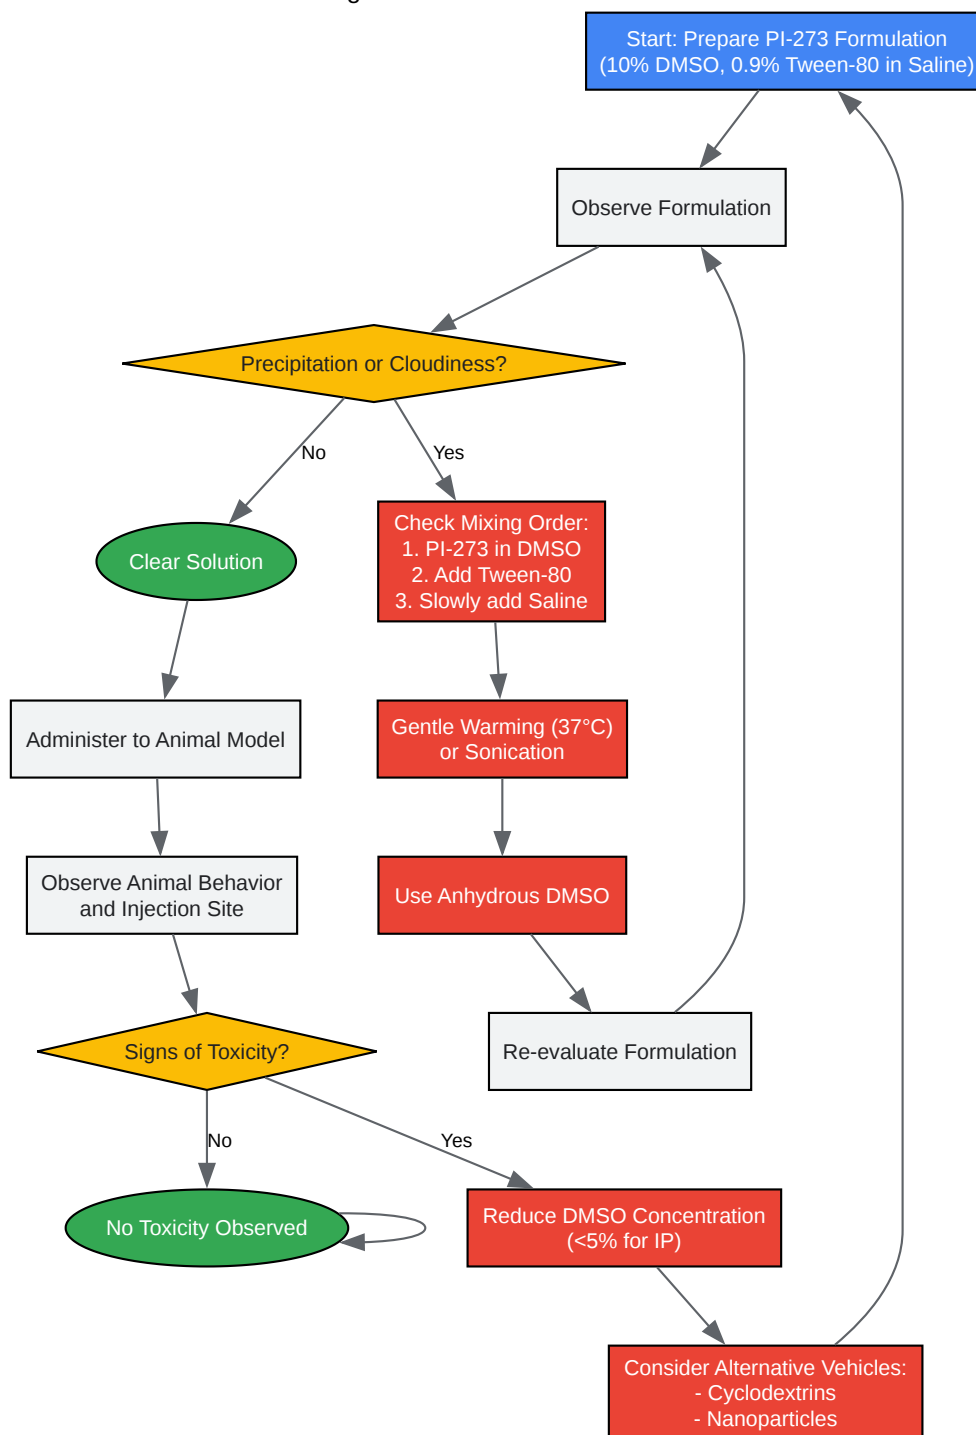 Start: Prepare PI-273 Formulation
(10% DMSO, 0.9% Tween-80 in Saline)
Observe Formulation
Precipitation or Cloudiness?
No
Yes
Clear Solution
Check Mixing Order:
1. PI-273 in DMSO
2. Add Tween-80
3. Slowly add Saline
Administer to Animal Model
Gentle Warming (37°C)
or Sonication
Observe Animal Behavior
and Injection Site
Use Anhydrous DMSO
Signs of Toxicity?
Re-evaluate Formulation
No
Yes
No Toxicity Observed
Reduce DMSO Concentration
(<5% for IP)
Consider Alternative Vehicles:
- Cyclodextrins
- Nanoparticles